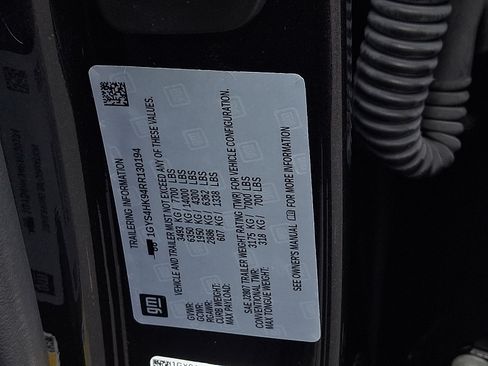 TRAILERING INFORMATION
1GYS4RK94RR130194
VEHICLE AND TRAILER MUST NOT EXCEED ANY OF THESE VALUES.
GVWR: 3493 KG / 7700 LBS
GCWR: 6350 KG / 14000 LBS
RGAWR: 1950 KG / 4300 LBS
CURB WEIGHT: 2886 KG / 6362 LBS
MAX PAYLOAD: 607 KG / 1338 LBS
SAE J2807 TRAILER WEIGHT RATING (TWR) FOR VEHICLE CONFIGURATION.
CONVENTIONAL TWR: 3175 KG / 7000 LBS
MAX TONGUE WEIGHT: 318 KG / 700 LBS
SEE OWNER'S MANUAL FOR MORE INFORMATION
gm